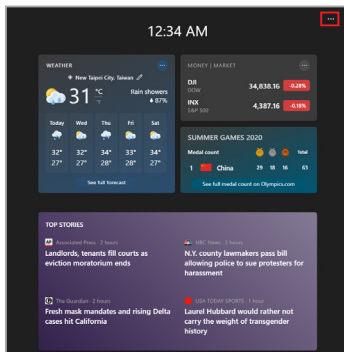 12:34 AM
WEATHER
New Taipei City, Taiwan
31 °C
Rain showers
87%
Today Wed Thu Fri Sat
32° 32° 34° 33° 34°
27° 27° 28° 27° 27°
See full forecast
MONEY | MARKET
DJI
DOW
34,838.16 -0.28%
INX
S&P 500
4,387.16 -0.18%
SUMMER GAMES 2020
Medal count
Total
1 China 29 18 16 63
See full medal count on Olympics.com
TOP STORIES
AP Associated Press · 2 hours
Landlords, tenants fill courts as
eviction moratorium ends
NBC News · 2 hours
N.Y. county lawmakers pass bill
allowing police to sue protesters for
harassment
The Guardian · 2 hours
Fresh mask mandates and rising Delta
cases hit California
USA TODAY SPORTS · 1 hour
Laurel Hubbard would rather not
carry the weight of transgender
history